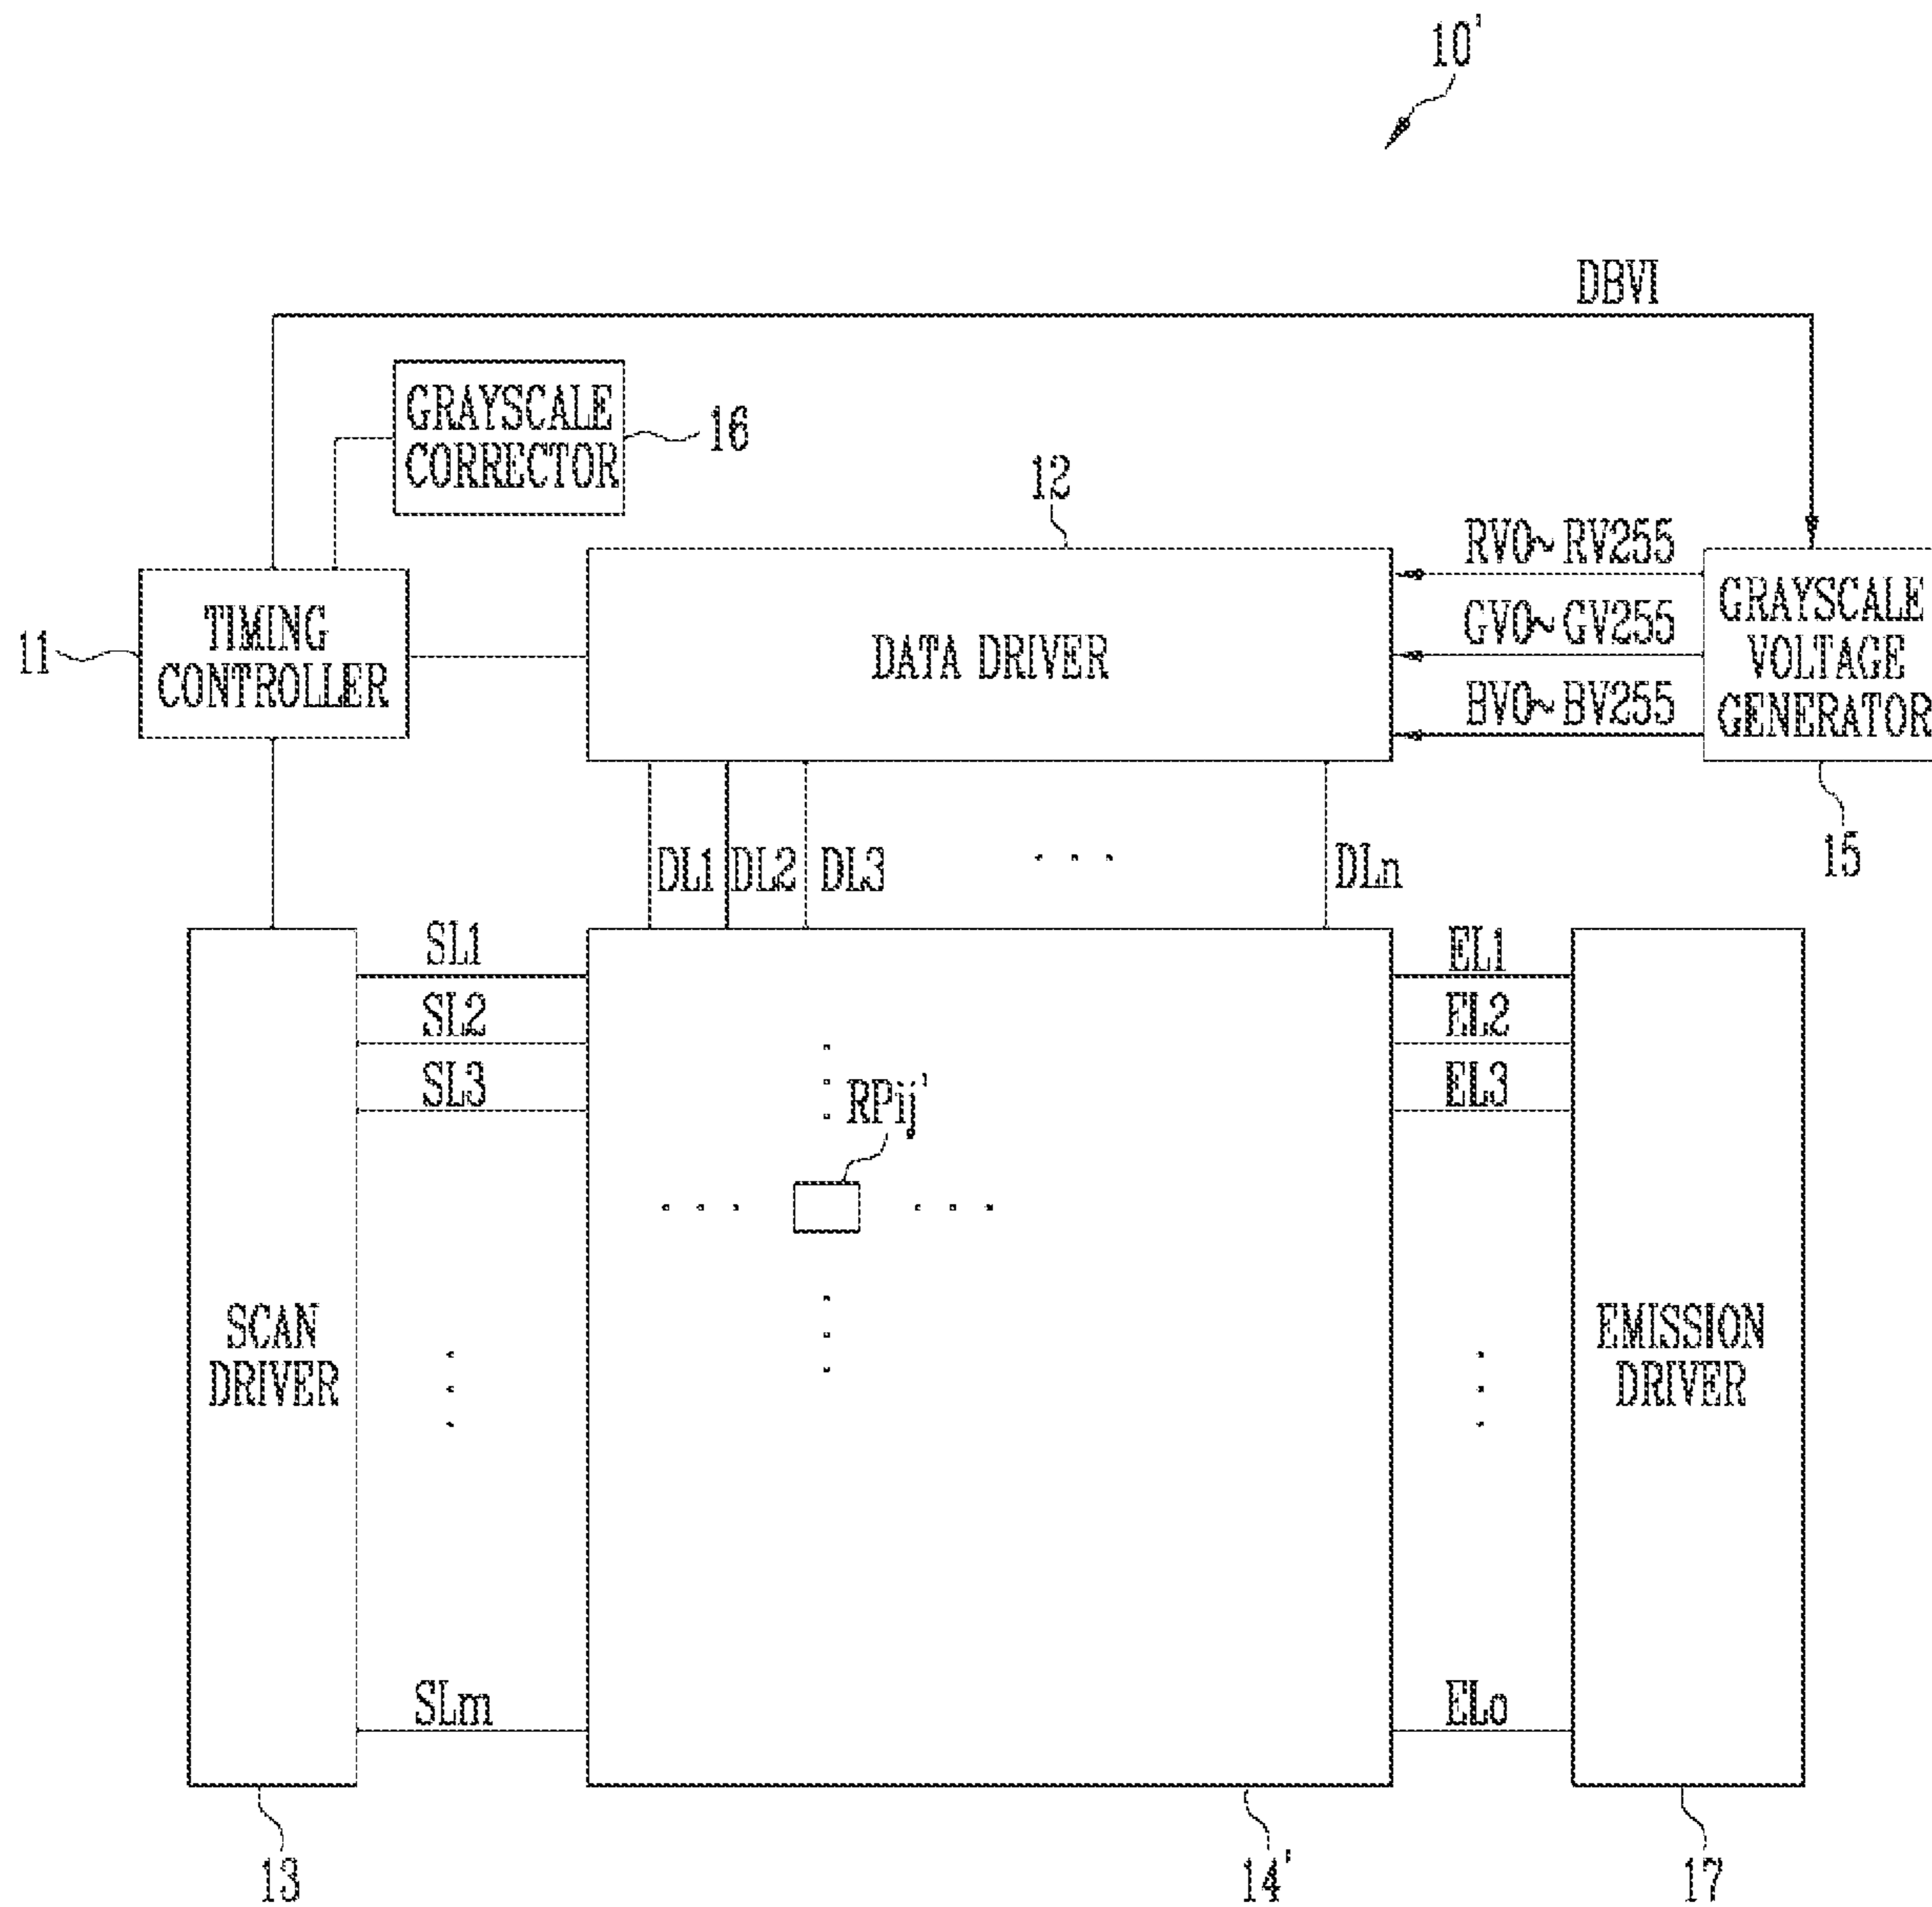 10'
DBVI
GRAYSCALE
CORRECTOR
16
12
RV0~RV255
GV0~GV255
BV0~BV255
GRAYSCALE
VOLTAGE
GENERATOR
11
TIMING
CONTROLLER
DATA DRIVER
15
DL1 DL2 DL3 . . . DLn
SL1
SL2
SL3
EL1
EL2
EL3
RPij'
SCAN
DRIVER
EMISSION
DRIVER
SLm
ELo
13
14'
17